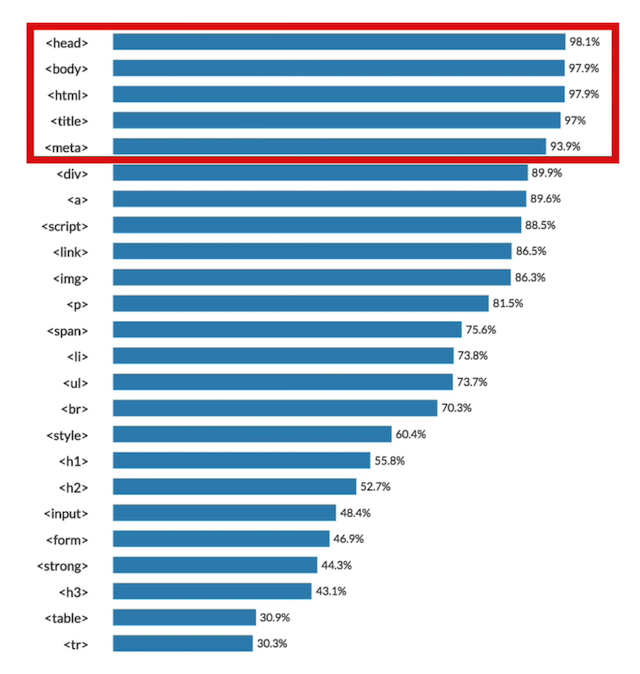 <head> 98.1%
<body> 97.9%
<html> 97.9%
<title> 97%
<meta> 93.9%
<div> 89.9%
<a> 89.6%
<script> 88.5%
<link> 86.5%
<img> 86.3%
<p> 81.5%
<span> 75.6%
<li> 73.8%
<ul> 73.7%
<br> 70.3%
<style> 60.4%
<h1> 55.8%
<h2> 52.7%
<input> 48.4%
<form> 46.9%
<strong> 44.3%
<h3> 43.1%
<table> 30.9%
<tr> 30.3%